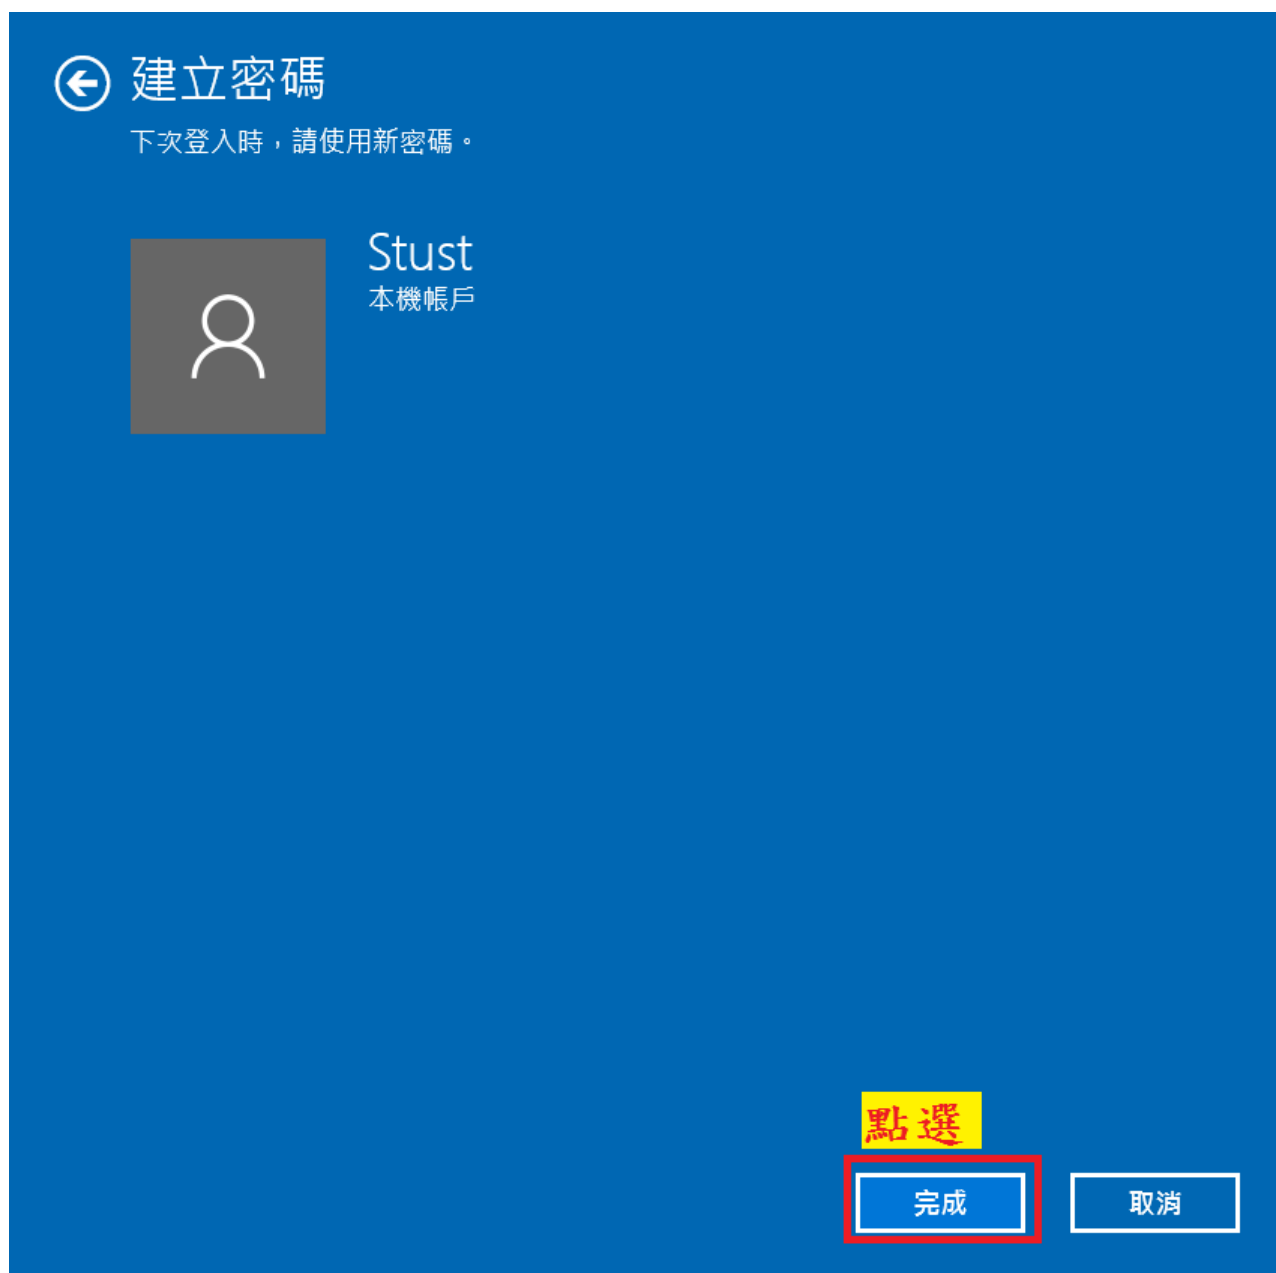 建立密碼
下次登入時，請使用新密碼。
Stust
本機帳戶
點選
完成
取消